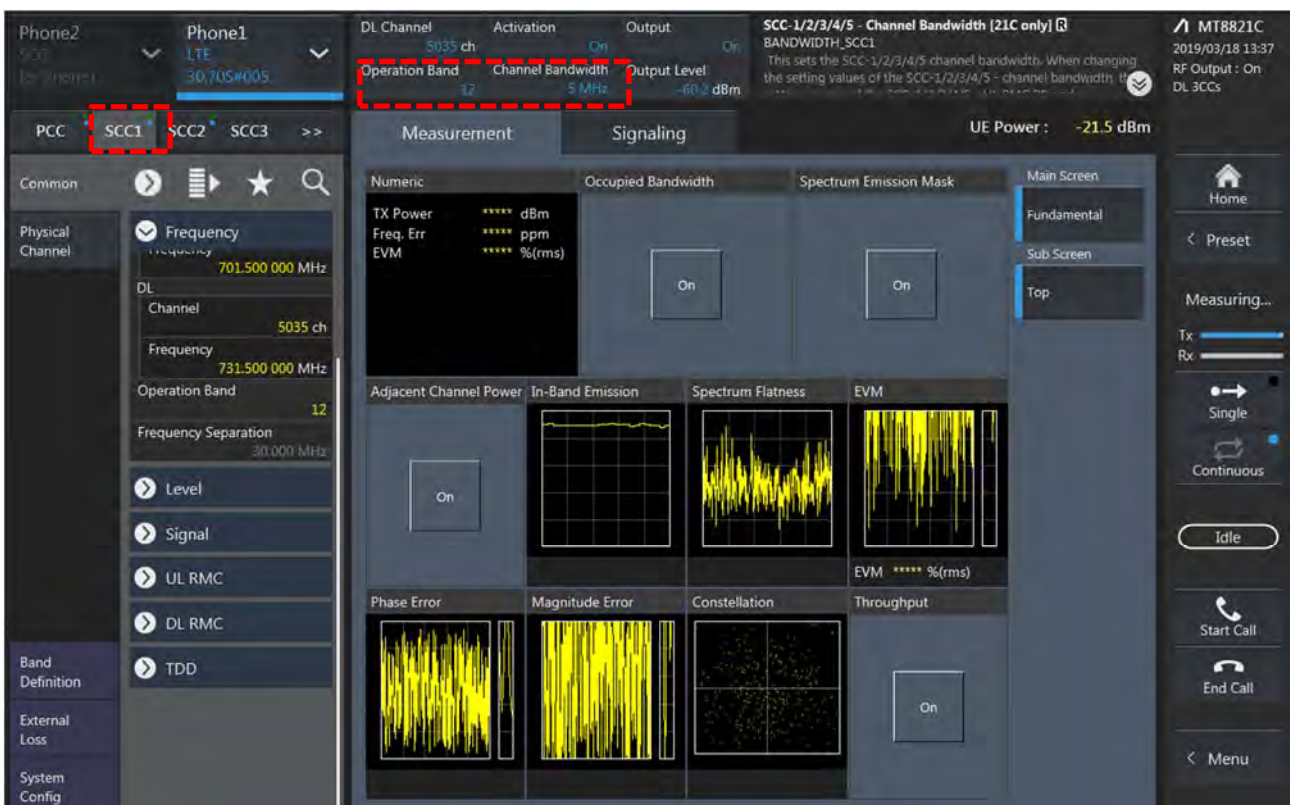 Phone2
SCC
Phone1
LTE
30.70S#005
DL Channel
5035 ch
Activation
On
Output
On
Operation Band
12
Channel Bandwidth
5 MHz
Output Level
-60.2 dBm
SCC-1/2/3/4/5 - Channel Bandwidth [21C only] R
BANDWIDTH_SCC1
This sets the SCC-1/2/3/4/5 channel bandwidth. When changing
the setting values of the SCC-1/2/3/4/5 - channel bandwidth, th
MT8821C
2019/03/18 13:37
RF Output : On
DL 3CCs
PCC
SCC1
SCC2
SCC3
>>
Measurement
Signaling
UE Power : -21.5 dBm
Common
Physical
Channel
Frequency
Frequency
701.500 000 MHz
DL
Channel
5035 ch
Frequency
731.500 000 MHz
Operation Band
12
Frequency Separation
30.000 MHz
Level
Signal
UL RMC
DL RMC
TDD
Band
Definition
External
Loss
System
Config
Numeric
TX Power ***** dBm
Freq. Err ***** ppm
EVM ***** %(rms)
Occupied Bandwidth
On
Spectrum Emission Mask
On
Main Screen
Fundamental
Sub Screen
Top
Adjacent Channel Power
On
In-Band Emission
Spectrum Flatness
EVM
EVM ***** %(rms)
Phase Error
Magnitude Error
Constellation
Throughput
On
Home
< Preset
Measuring...
Tx
Rx
Single
Continuous
Idle
Start Call
End Call
< Menu